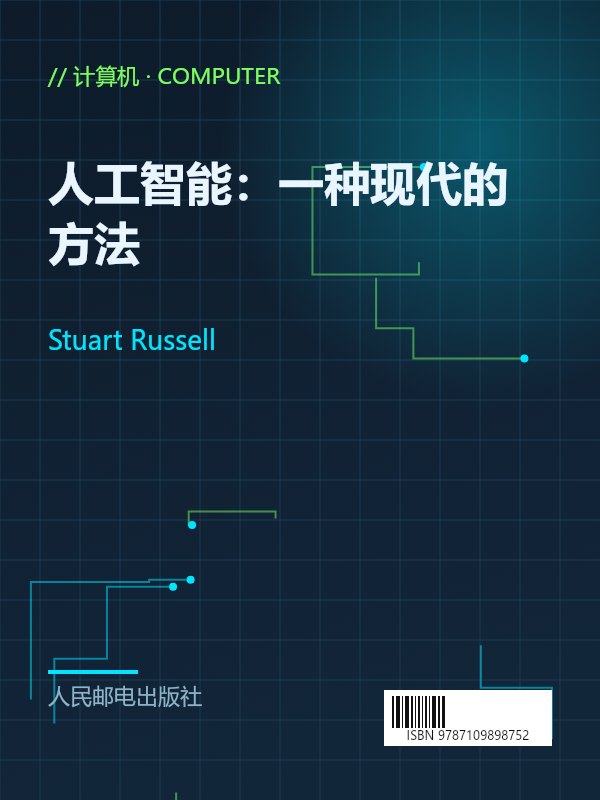 // 计算机 · COMPUTER
人工智能：一种现代的
方法
Stuart Russell
人民邮电出版社
ISBN 9787109898752